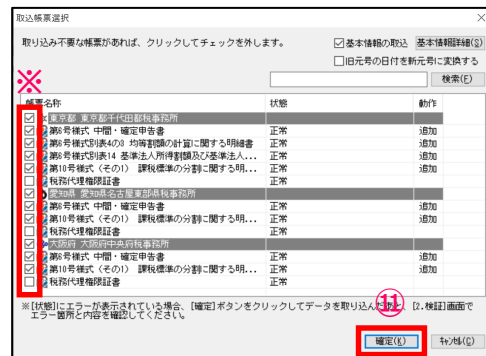 取込帳票選択
取り込み不要な帳票があれば、クリックしてチェックを外します。
基本情報の取込 基本情報詳細(S)
旧元号の日付を新元号に変換する
※
検索(F)
帳票名称 状態 動作
東京都 東京都千代田都税事務所
第6号様式 中間・確定申告書 正常 追加
第6号様式別表4の3 均等割額の計算に関する明細書 正常 追加
第6号様式別表14 基準法人所得割額及び基準法人... 正常 追加
第10号様式(その1) 課税標準の分割に関する明... 正常 追加
税務代理権限証書 正常
愛知県 愛知県名古屋東部県税事務所
第6号様式 中間・確定申告書 正常 追加
第10号様式(その1) 課税標準の分割に関する明... 正常 追加
税務代理権限証書 正常
大阪府 大阪府中央府税事務所
第6号様式 中間・確定申告書 正常 追加
第10号様式(その1) 課税標準の分割に関する明... 正常 追加
税務代理権限証書 正常
※[状態]にエラーが表示されている場合、[確定]ボタンをクリックしてデータを取り込んだあと、[2.検証]画面で
エラー箇所と内容を確認してください。
⑪
確定(K) キャンセル(C)